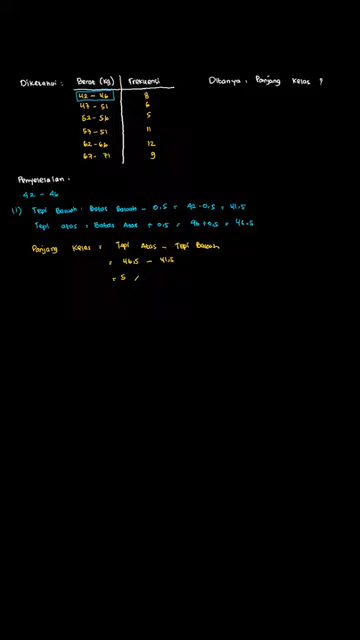 Diketahui : Berat (Kg) Frekuensi Ditanya : Panjang Kelas ?
42 - 46 8
47 - 51 6
52 - 56 5
57 - 51 11
62 - 66 12
67 - 71 9
Penyelesaian :
42 - 46
(1) Tepi Bawah : Batas Bawah - 0.5 = 42 - 0.5 = 41.5
Tepi atas : Batas Atas + 0.5 = 46 + 0.5 = 46.5
Panjang Kelas = Tepi Atas - Tepi Bawah
= 46.5 - 41.5
= 5